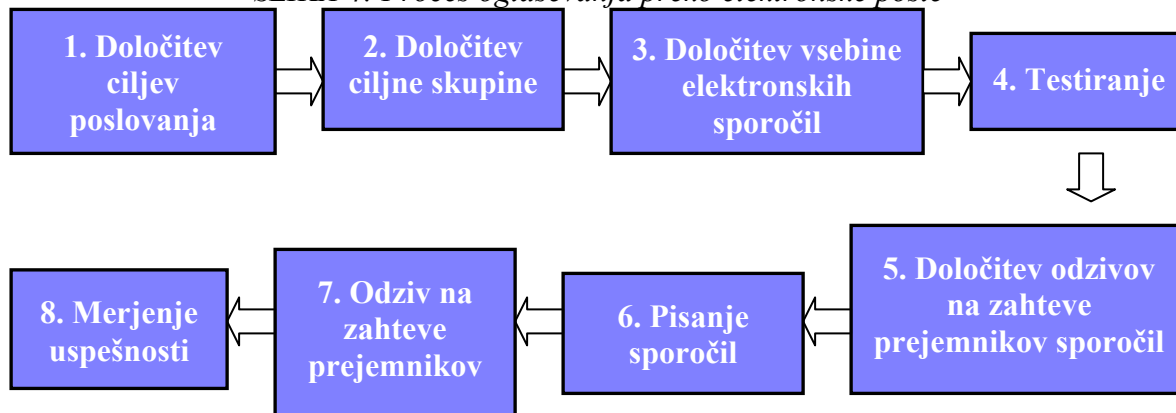 1. Določitev
ciljev
poslovanja
2. Določitev
ciljne skupine
3. Določitev vsebine
elektronskih
sporočil
4. Testiranje
5. Določitev odzivov
na zahteve
prejemnikov sporočil
6. Pisanje
sporočil
7. Odziv na
zahteve
prejemnikov
8. Merjenje
uspešnosti